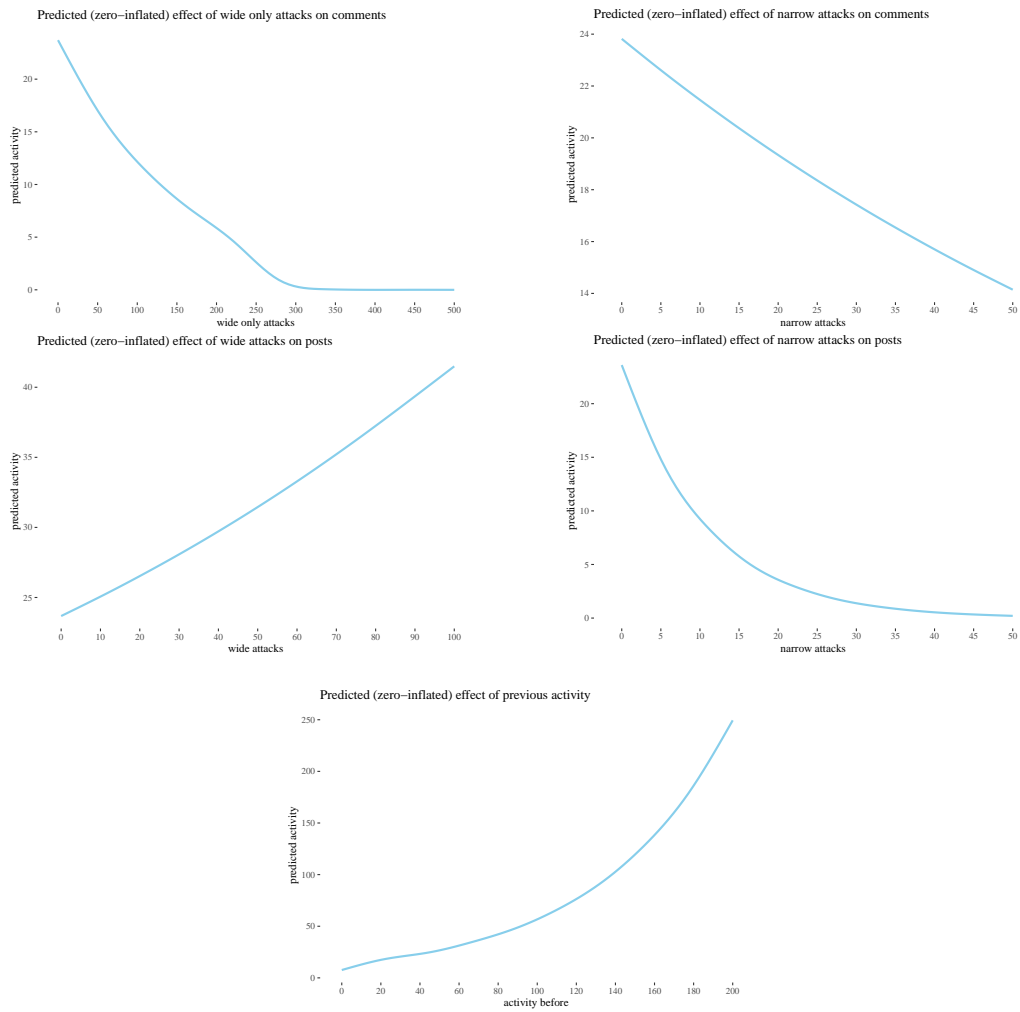 Predicted (zero−inflated) effect of wide only attacks on comments
20
15
10
5
0
predicted activity
0 50 100 150 200 250 300 350 400 450 500
wide only attacks
Predicted (zero−inflated) effect of narrow attacks on comments
24
22
20
18
16
14
predicted activity
0 5 10 15 20 25 30 35 40 45 50
narrow attacks
Predicted (zero−inflated) effect of wide attacks on posts
40
35
30
25
predicted activity
0 10 20 30 40 50 60 70 80 90 100
wide attacks
Predicted (zero−inflated) effect of narrow attacks on posts
20
15
10
5
0
predicted activity
0 5 10 15 20 25 30 35 40 45 50
narrow attacks
Predicted (zero−inflated) effect of previous activity
250
200
150
100
50
0
predicted activity
0 20 40 60 80 100 120 140 160 180 200
activity before